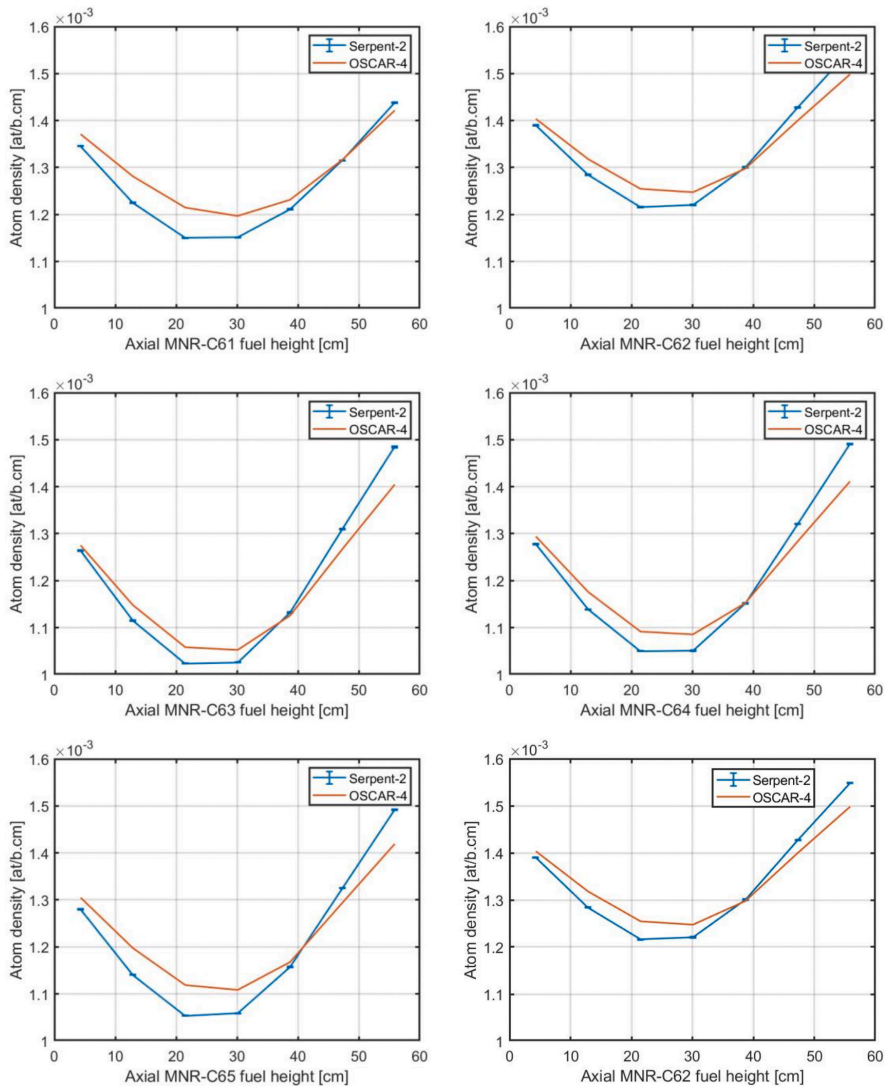 ×10⁻³
1.6
1.5
1.4
1.3
1.2
1.1
1
Atom density [at/b.cm]
Serpent-2
OSCAR-4
0 10 20 30 40 50 60
Axial MNR-C61 fuel height [cm]
×10⁻³
1.6
1.5
1.4
1.3
1.2
1.1
1
Atom density [at/b.cm]
Serpent-2
OSCAR-4
0 10 20 30 40 50 60
Axial MNR-C62 fuel height [cm]
×10⁻³
1.6
1.5
1.4
1.3
1.2
1.1
1
Atom density [at/b.cm]
Serpent-2
OSCAR-4
0 10 20 30 40 50 60
Axial MNR-C63 fuel height [cm]
×10⁻³
1.6
1.5
1.4
1.3
1.2
1.1
1
Atom density [at/b.cm]
Serpent-2
OSCAR-4
0 10 20 30 40 50 60
Axial MNR-C64 fuel height [cm]
×10⁻³
1.6
1.5
1.4
1.3
1.2
1.1
1
Atom density [at/b.cm]
Serpent-2
OSCAR-4
0 10 20 30 40 50 60
Axial MNR-C65 fuel height [cm]
×10⁻³
1.6
1.5
1.4
1.3
1.2
1.1
1
Atom density [at/b.cm]
Serpent-2
OSCAR-4
0 10 20 30 40 50 60
Axial MNR-C62 fuel height [cm]